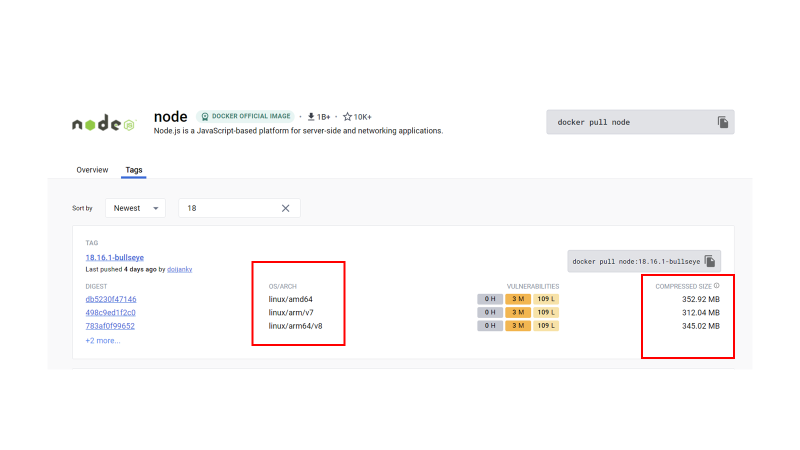 node
node
DOCKER OFFICIAL IMAGE · 1B+ · 10K+
Node.js is a JavaScript-based platform for server-side and networking applications.
docker pull node
Overview Tags
Sort by Newest 18
TAG
18.16.1-bullseye
Last pushed 4 days ago by doijanky
docker pull node:18.16.1-bullseye
DIGEST OS/ARCH VULNERABILITIES COMPRESSED SIZE
db5230f47146 linux/amd64 0 H 3 M 109 L 352.92 MB
498c9ed1f2c0 linux/arm/v7 0 H 3 M 109 L 312.04 MB
783af0f99652 linux/arm64/v8 0 H 3 M 109 L 345.02 MB
+2 more...